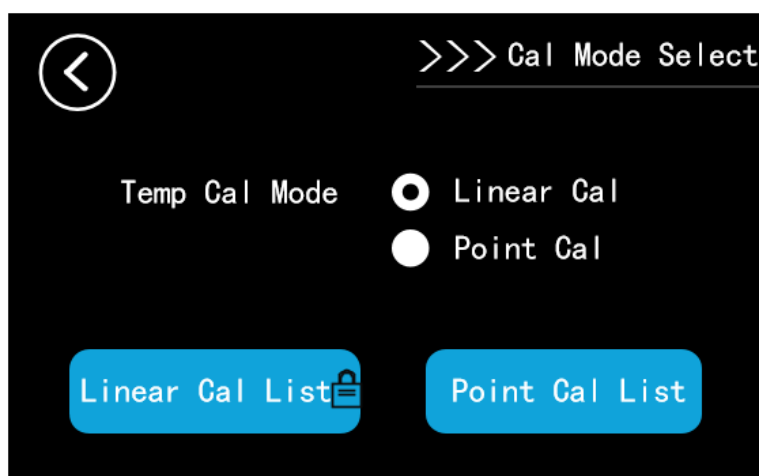 >>> Cal Mode Select
Temp Cal Mode
Linear Cal
Point Cal
Linear Cal List
Point Cal List